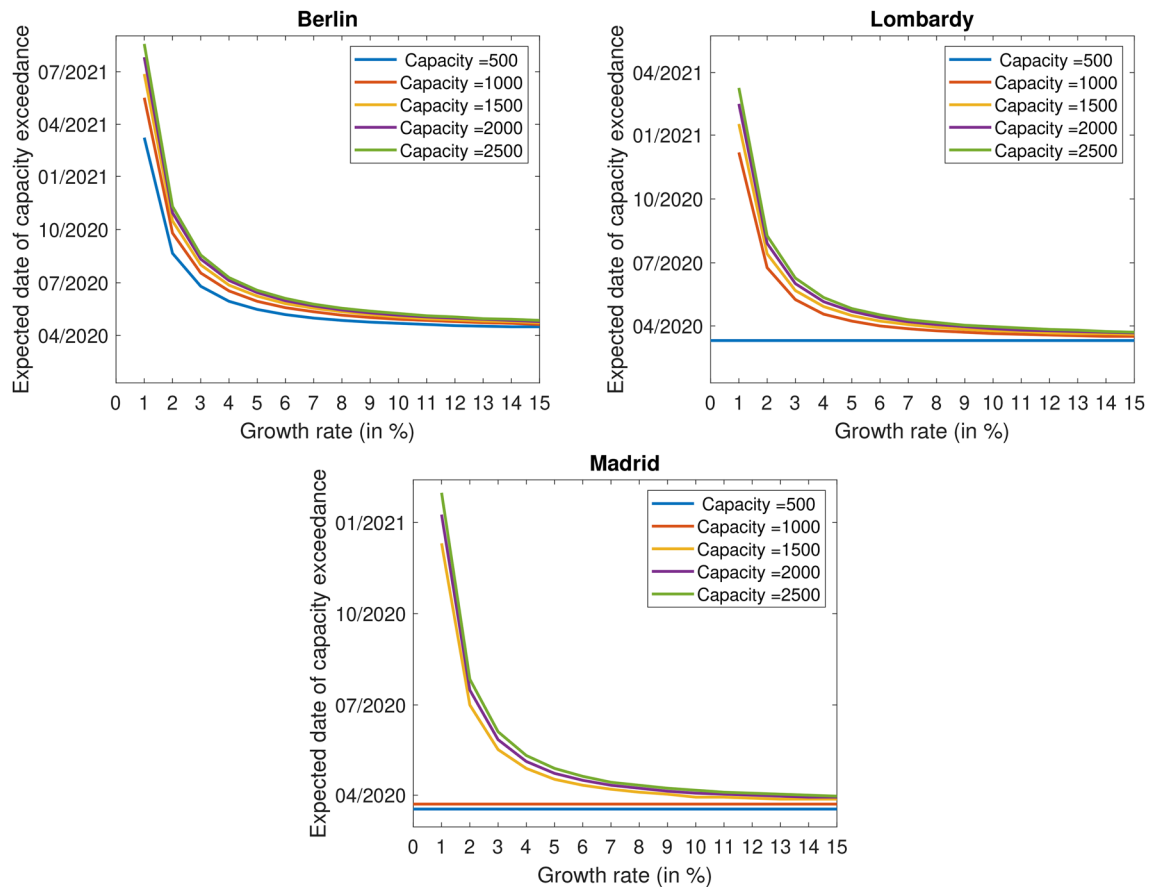 Berlin
Expected date of capacity exceedance
07/2021
04/2021
01/2021
10/2020
07/2020
04/2020
0 1 2 3 4 5 6 7 8 9 10 11 12 13 14 15
Growth rate (in %)
Capacity =500
Capacity =1000
Capacity =1500
Capacity =2000
Capacity =2500
Lombardy
Expected date of capacity exceedance
04/2021
01/2021
10/2020
07/2020
04/2020
0 1 2 3 4 5 6 7 8 9 10 11 12 13 14 15
Growth rate (in %)
Capacity =500
Capacity =1000
Capacity =1500
Capacity =2000
Capacity =2500
Madrid
Expected date of capacity exceedance
01/2021
10/2020
07/2020
04/2020
0 1 2 3 4 5 6 7 8 9 10 11 12 13 14 15
Growth rate (in %)
Capacity =500
Capacity =1000
Capacity =1500
Capacity =2000
Capacity =2500